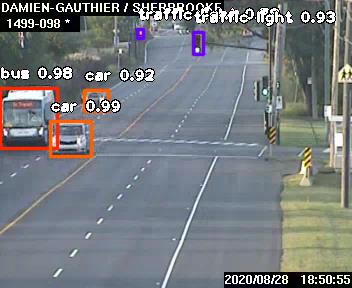 DAMIEN-GAUTHIER / SHERBROOKE
traffic light 0.93
1499-098 *
bus 0.98
car 0.92
car 0.99
2020/08/28 18:50:55